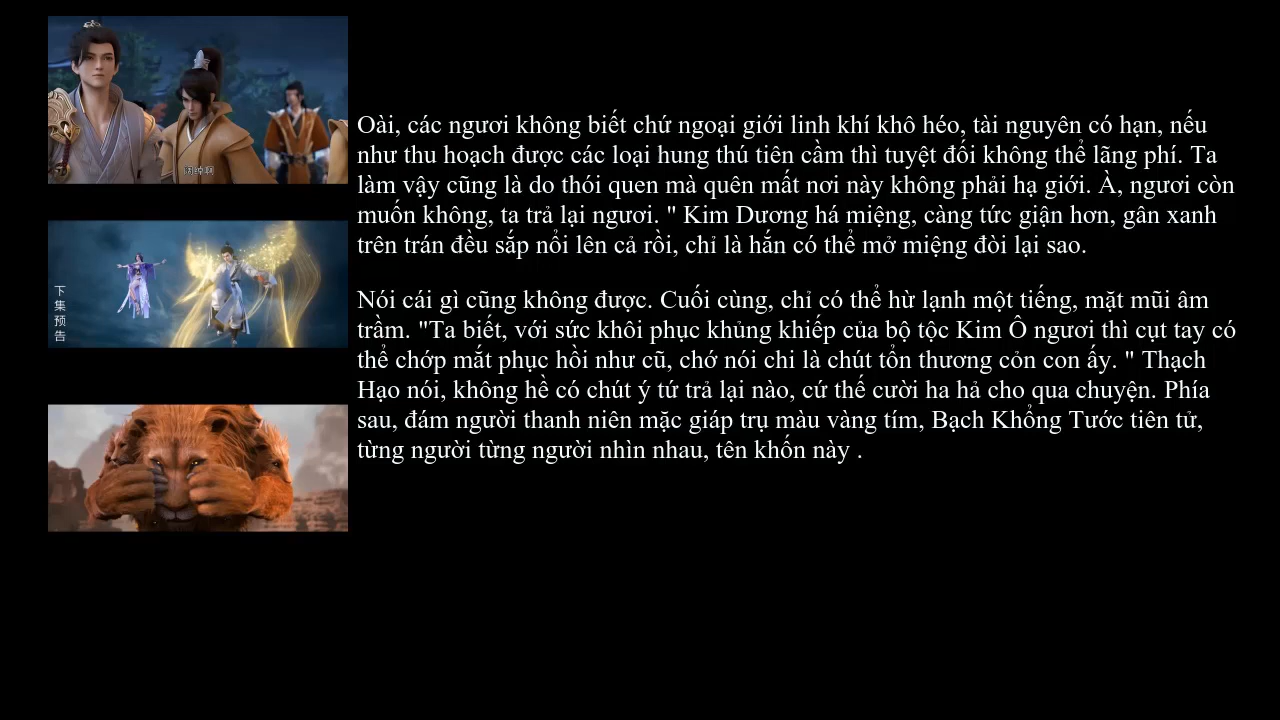 Oài, các ngươi không biết chứ ngoại giới linh khí khô héo, tài nguyên có hạn, nếu
như thu hoạch được các loại hung thú tiên cầm thì tuyệt đối không thể lãng phí. Ta
làm vậy cũng là do thói quen mà quên mất nơi này không phải hạ giới. À, ngươi còn
muốn không, ta trả lại ngươi. " Kim Dương há miệng, càng tức giận hơn, gân xanh
trên trán đều sắp nổi lên cả rồi, chỉ là hắn có thể mở miệng đòi lại sao.
Nói cái gì cũng không được. Cuối cùng, chỉ có thể hừ lạnh một tiếng, mặt mũi âm
trầm. "Ta biết, với sức khôi phục khủng khiếp của bộ tộc Kim Ô ngươi thì cụt tay có
thể chớp mắt phục hồi như cũ, chớ nói chi là chút tổn thương cỏn con ấy. " Thạch
Hạo nói, không hề có chút ý tứ trả lại nào, cứ thế cười ha hả cho qua chuyện. Phía
sau, đám người thanh niên mặc giáp trụ màu vàng tím, Bạch Khổng Tước tiên tử,
từng người từng người nhìn nhau, tên khốn này .
下集预告